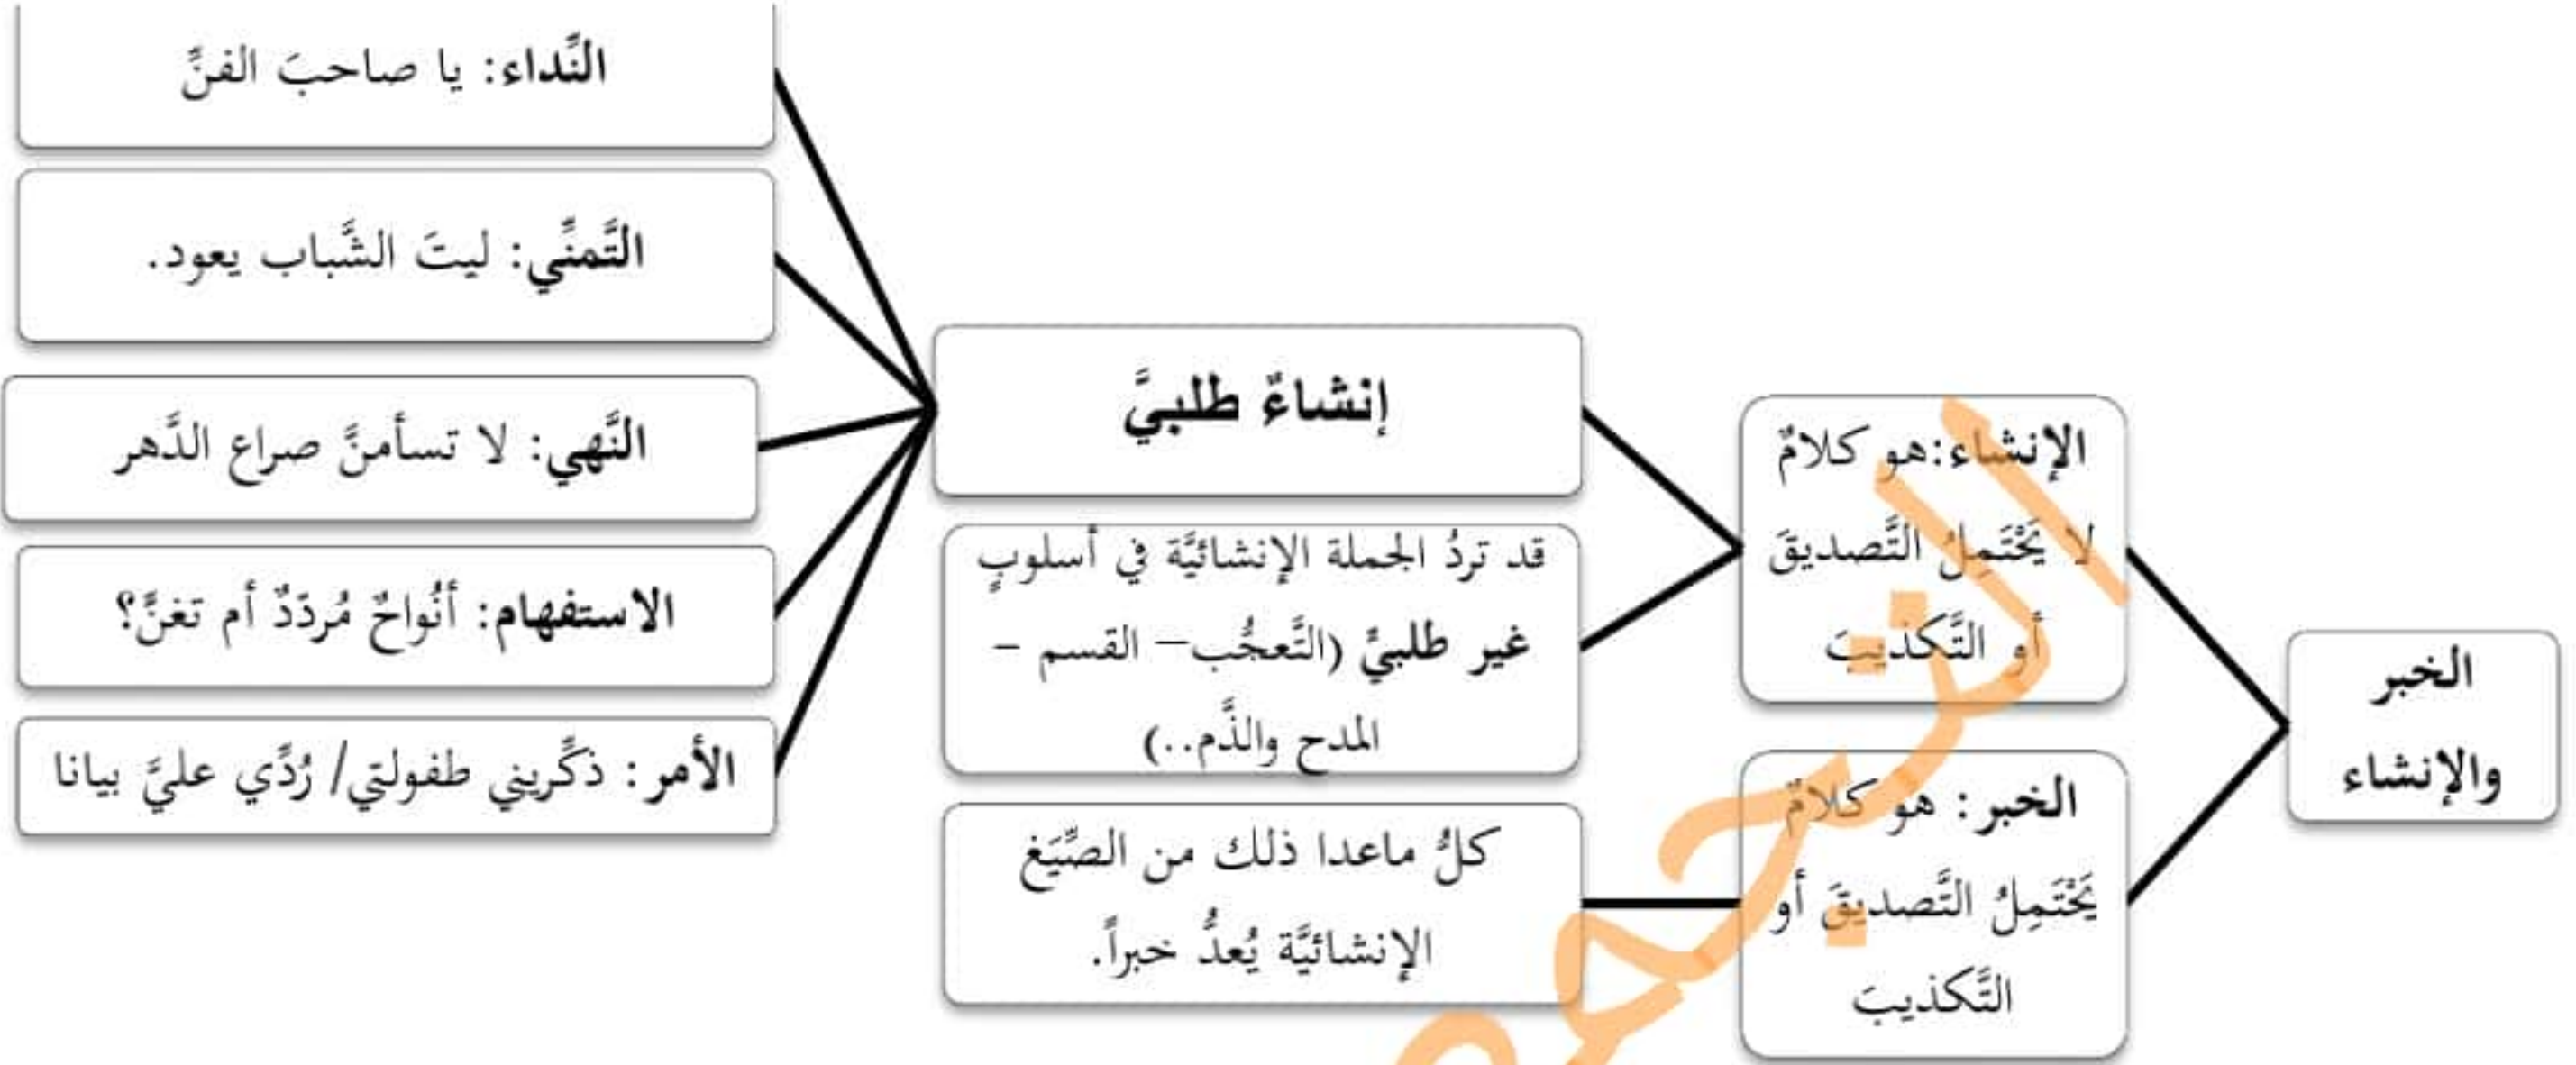 الخبر
والإنشاء
الإنشاء:هو كلامٌ
لا يَحْتَمِلُ التَّصديقَ
أو التَّكذيبَ
الخبر: هو كلامٌ
يَحْتَمِلُ التَّصديقَ أو
التَّكذيبَ
إنشاءٌ طلبيَّ
قد تردُ الجملة الإنشائيَّة في أسلوبٍ
غير طلبيٍّ (التَّعجُّب– القسم –
المدح والذَّم..)
كلُّ ماعدا ذلك من الصِّيَغ
الإنشائيَّة يُعدُّ خبراً.
النِّداء: يا صاحبَ الفنِّ
التَّمنِّي: ليتَ الشَّباب يعود.
النَّهي: لا تسأمنَّ صراع الدَّهر
الاستفهام: أنُواحٌ مُردّدٌ أم تغنٍّ؟
الأمر: ذكِّريني طفولتي/ رُدِّي عليَّ بيانا